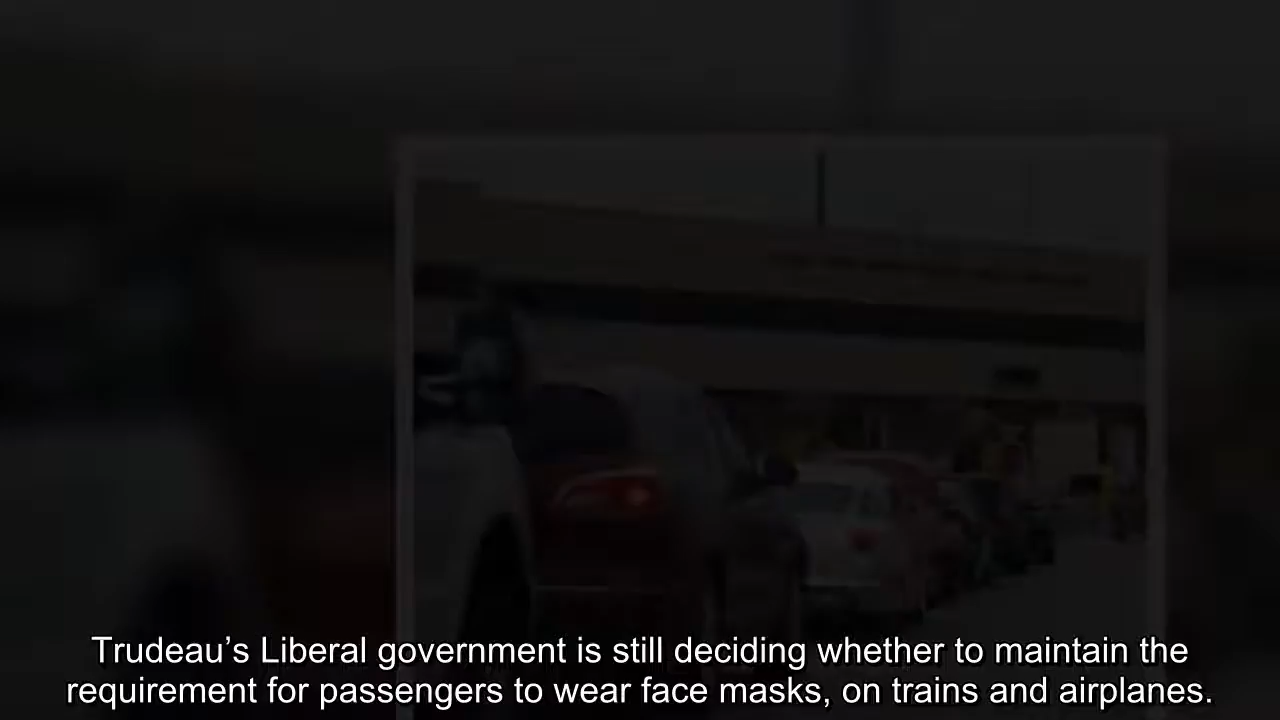 Trudeau’s Liberal government is still deciding whether to maintain the
requirement for passengers to wear face masks, on trains and airplanes.